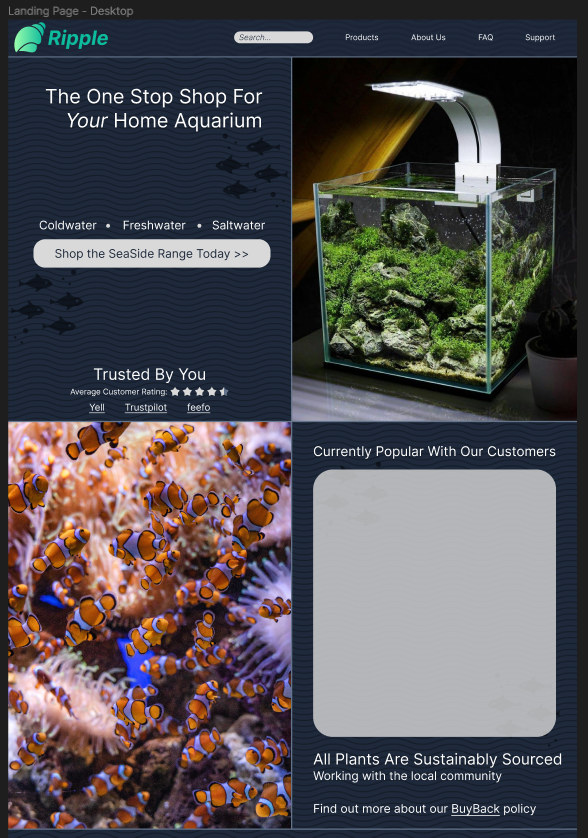 Landing Page - Desktop
Ripple
Search...
Products
About Us
FAQ
Support
The One Stop Shop For
Your Home Aquarium
Coldwater • Freshwater • Saltwater
Shop the SeaSide Range Today >>
Trusted By You
Average Customer Rating:
Yell Trustpilot feefo
Currently Popular With Our Customers
All Plants Are Sustainably Sourced
Working with the local community
Find out more about our BuyBack policy